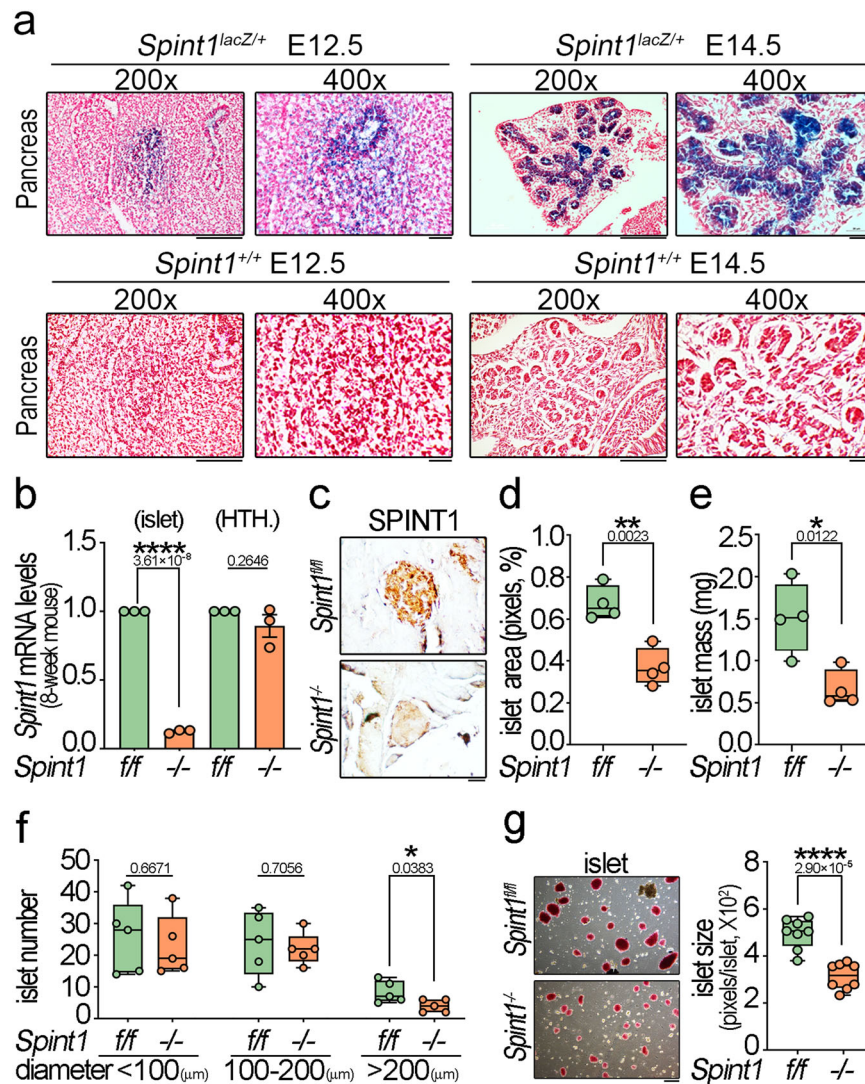 a
Spint1lacZ/+ E12.5
Spint1lacZ/+ E14.5
200x 400x 200x 400x
Pancreas
Spint1+/+ E12.5
Spint1+/+ E14.5
200x 400x 200x 400x
Pancreas
b
(islet) (HTH.)
****
3.61×10-8
0.2646
Spint1 mRNA levels
(8-week mouse)
1.5
1.0
0.5
0.0
Spint1 f/f -/- f/f -/-
c
SPINT1
Spint1fl/fl
Spint1-/-
d
**
0.0023
islet area (pixels, %)
1.0
0.8
0.6
0.4
0.2
0.0
f/f -/-
e
*
0.0122
islet mass (mg)
2.5
2.0
1.5
1.0
0.5
0.0
f/f -/-
f
0.6671
0.7056
*
0.0383
islet number
50
40
30
20
10
0
Spint1 f/f -/- f/f -/- f/f -/-
diameter <100(μm) 100-200(μm) >200(μm)
g
islet
Spint1fl/fl
Spint1-/-
****
2.90×10-5
islet size
(pixels/islet, X102)
8
6
4
2
0
Spint1 f/f -/-